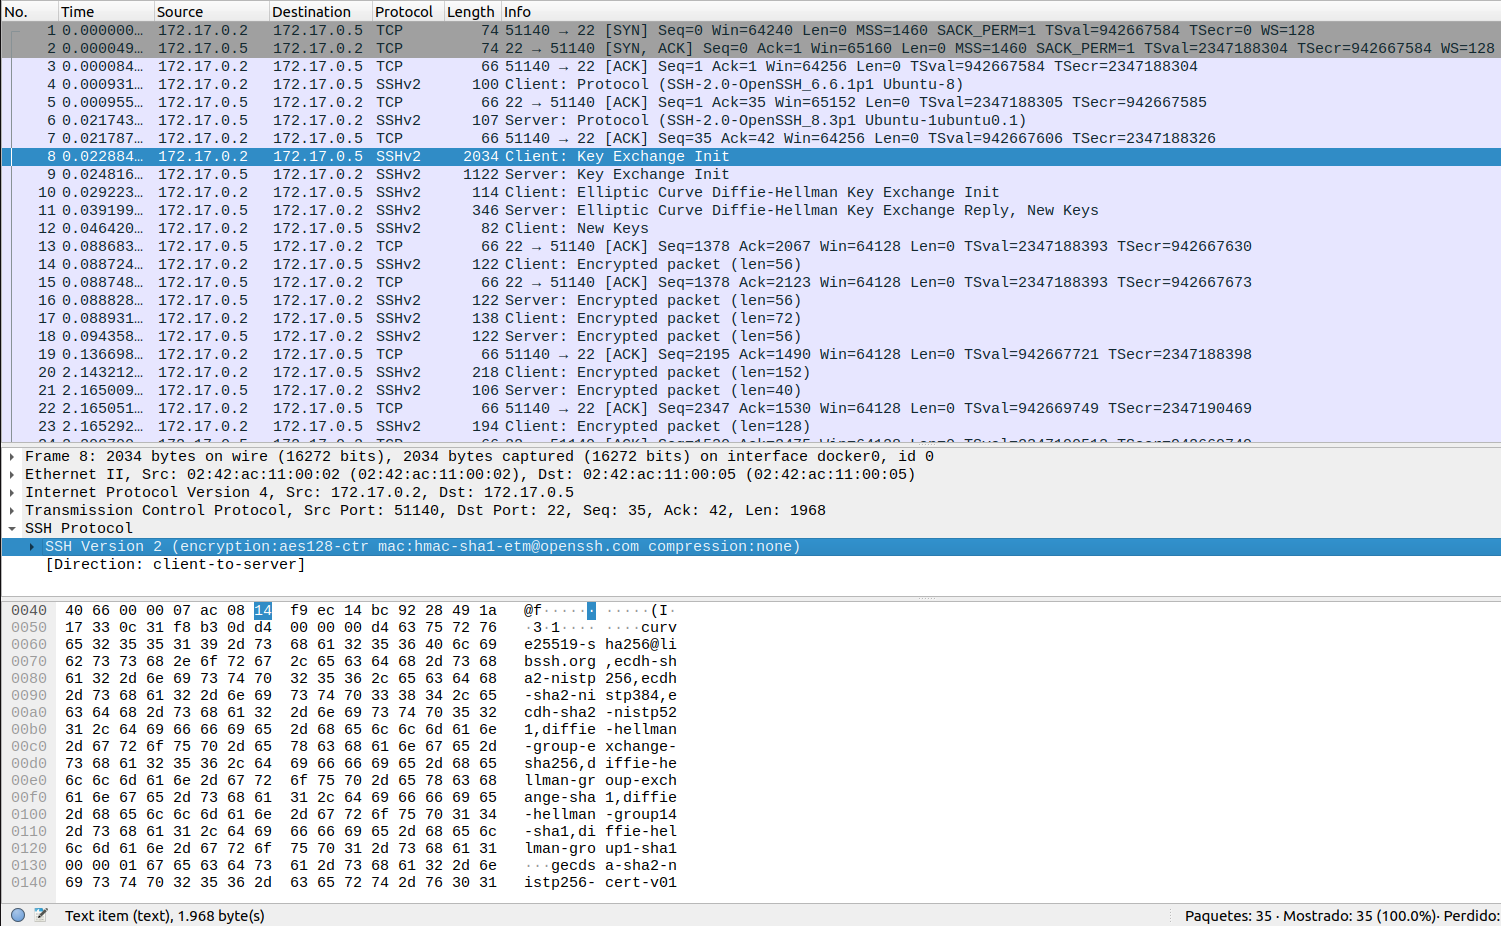 No. Time Source Destination Protocol Length Info
1 0.000000… 172.17.0.2 172.17.0.5 TCP 74 51140 → 22 [SYN] Seq=0 Win=64240 Len=0 MSS=1460 SACK_PERM=1 TSval=942667584 TSecr=0 WS=128
2 0.000049… 172.17.0.5 172.17.0.2 TCP 74 22 → 51140 [SYN, ACK] Seq=0 Ack=1 Win=65160 Len=0 MSS=1460 SACK_PERM=1 TSval=2347188304 TSecr=942667584 WS=128
3 0.000084… 172.17.0.2 172.17.0.5 TCP 66 51140 → 22 [ACK] Seq=1 Ack=1 Win=64256 Len=0 TSval=942667584 TSecr=2347188304
4 0.000931… 172.17.0.2 172.17.0.5 SSHv2 100 Client: Protocol (SSH-2.0-OpenSSH_6.6.1p1 Ubuntu-8)
5 0.000955… 172.17.0.5 172.17.0.2 TCP 66 22 → 51140 [ACK] Seq=1 Ack=35 Win=65152 Len=0 TSval=2347188305 TSecr=942667585
6 0.021743… 172.17.0.5 172.17.0.2 SSHv2 107 Server: Protocol (SSH-2.0-OpenSSH_8.3p1 Ubuntu-1ubuntu0.1)
7 0.021787… 172.17.0.2 172.17.0.5 TCP 66 51140 → 22 [ACK] Seq=35 Ack=42 Win=64256 Len=0 TSval=942667606 TSecr=2347188326
8 0.022884… 172.17.0.2 172.17.0.5 SSHv2 2034 Client: Key Exchange Init
9 0.024816… 172.17.0.5 172.17.0.2 SSHv2 1122 Server: Key Exchange Init
10 0.029223… 172.17.0.2 172.17.0.5 SSHv2 114 Client: Elliptic Curve Diffie-Hellman Key Exchange Init
11 0.039199… 172.17.0.5 172.17.0.2 SSHv2 346 Server: Elliptic Curve Diffie-Hellman Key Exchange Reply, New Keys
12 0.046420… 172.17.0.2 172.17.0.5 SSHv2 82 Client: New Keys
13 0.088683… 172.17.0.5 172.17.0.2 TCP 66 22 → 51140 [ACK] Seq=1378 Ack=2067 Win=64128 Len=0 TSval=2347188393 TSecr=942667630
14 0.088724… 172.17.0.2 172.17.0.5 SSHv2 122 Client: Encrypted packet (len=56)
15 0.088748… 172.17.0.5 172.17.0.2 TCP 66 22 → 51140 [ACK] Seq=1378 Ack=2123 Win=64128 Len=0 TSval=2347188393 TSecr=942667673
16 0.088828… 172.17.0.5 172.17.0.2 SSHv2 122 Server: Encrypted packet (len=56)
17 0.088931… 172.17.0.2 172.17.0.5 SSHv2 138 Client: Encrypted packet (len=72)
18 0.094358… 172.17.0.5 172.17.0.2 SSHv2 122 Server: Encrypted packet (len=56)
19 0.136698… 172.17.0.2 172.17.0.5 TCP 66 51140 → 22 [ACK] Seq=2195 Ack=1490 Win=64128 Len=0 TSval=942667721 TSecr=2347188398
20 2.143212… 172.17.0.2 172.17.0.5 SSHv2 218 Client: Encrypted packet (len=152)
21 2.165009… 172.17.0.5 172.17.0.2 SSHv2 106 Server: Encrypted packet (len=40)
22 2.165051… 172.17.0.2 172.17.0.5 TCP 66 51140 → 22 [ACK] Seq=2347 Ack=1530 Win=64128 Len=0 TSval=942669749 TSecr=2347190469
23 2.165292… 172.17.0.2 172.17.0.5 SSHv2 194 Client: Encrypted packet (len=128)
Frame 8: 2034 bytes on wire (16272 bits), 2034 bytes captured (16272 bits) on interface docker0, id 0
Ethernet II, Src: 02:42:ac:11:00:02 (02:42:ac:11:00:02), Dst: 02:42:ac:11:00:05 (02:42:ac:11:00:05)
Internet Protocol Version 4, Src: 172.17.0.2, Dst: 172.17.0.5
Transmission Control Protocol, Src Port: 51140, Dst Port: 22, Seq: 35, Ack: 42, Len: 1968
SSH Protocol
SSH Version 2 (encryption:aes128-ctr mac:hmac-sha1-etm@openssh.com compression:none)
[Direction: client-to-server]
0040 40 66 00 00 07 ac 08 14 f9 ec 14 bc 92 28 49 1a @f······ ·····(I·
0050 17 33 0c 31 f8 b3 0d d4 00 00 00 d4 63 75 72 76 ·3·1···· ····curv
0060 65 32 35 35 31 39 2d 73 68 61 32 35 36 40 6c 69 e25519-s ha256@li
0070 62 73 73 68 2e 6f 72 67 2c 65 63 64 68 2d 73 68 bssh.org ,ecdh-sh
0080 61 32 2d 6e 69 73 74 70 32 35 36 2c 65 63 64 68 a2-nistp 256,ecdh
0090 2d 73 68 61 32 2d 6e 69 73 74 70 33 38 34 2c 65 -sha2-ni stp384,e
00a0 63 64 68 2d 73 68 61 32 2d 6e 69 73 74 70 35 32 cdh-sha2 -nistp52
00b0 31 2c 64 69 66 66 69 65 2d 68 65 6c 6c 6d 61 6e 1,diffie -hellman
00c0 2d 67 72 6f 75 70 2d 65 78 63 68 61 6e 67 65 2d -group-e xchange-
00d0 73 68 61 32 35 36 2c 64 69 66 66 69 65 2d 68 65 sha256,d iffie-he
00e0 6c 6c 6d 61 6e 2d 67 72 6f 75 70 2d 65 78 63 68 llman-gr oup-exch
00f0 61 6e 67 65 2d 73 68 61 31 2c 64 69 66 66 69 65 ange-sha 1,diffie
0100 2d 68 65 6c 6c 6d 61 6e 2d 67 72 6f 75 70 31 34 -hellman -group14
0110 2d 73 68 61 31 2c 64 69 66 66 69 65 2d 68 65 6c -sha1,di ffie-hel
0120 6c 6d 61 6e 2d 67 72 6f 75 70 31 2d 73 68 61 31 lman-gro up1-sha1
0130 00 00 01 67 65 63 64 73 61 2d 73 68 61 32 2d 6e ···gecds a-sha2-n
0140 69 73 74 70 32 35 36 2d 63 65 72 74 2d 76 30 31 istp256- cert-v01
Text item (text), 1.968 byte(s) Paquetes: 35 · Mostrado: 35 (100.0%)· Perdido: